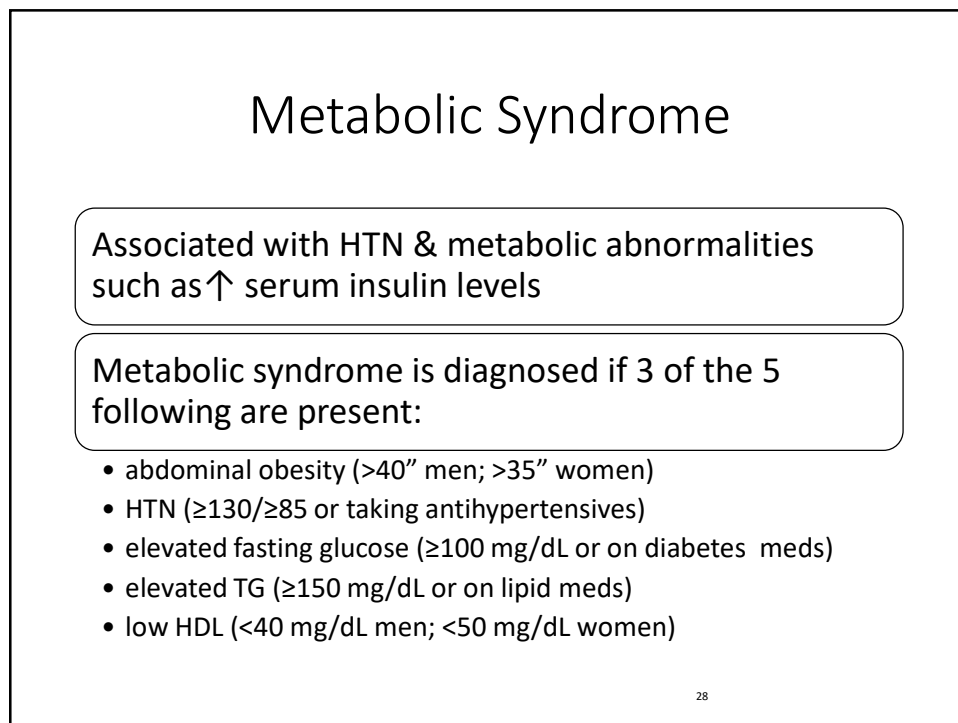 Metabolic Syndrome
Associated with HTN & metabolic abnormalities
such as↑ serum insulin levels
Metabolic syndrome is diagnosed if 3 of the 5
following are present:
• abdominal obesity (>40” men; >35” women)
• HTN (≥130/≥85 or taking antihypertensives)
• elevated fasting glucose (≥100 mg/dL or on diabetes  meds)
• elevated TG (≥150 mg/dL or on lipid meds)
• low HDL (<40 mg/dL men; <50 mg/dL women)
28